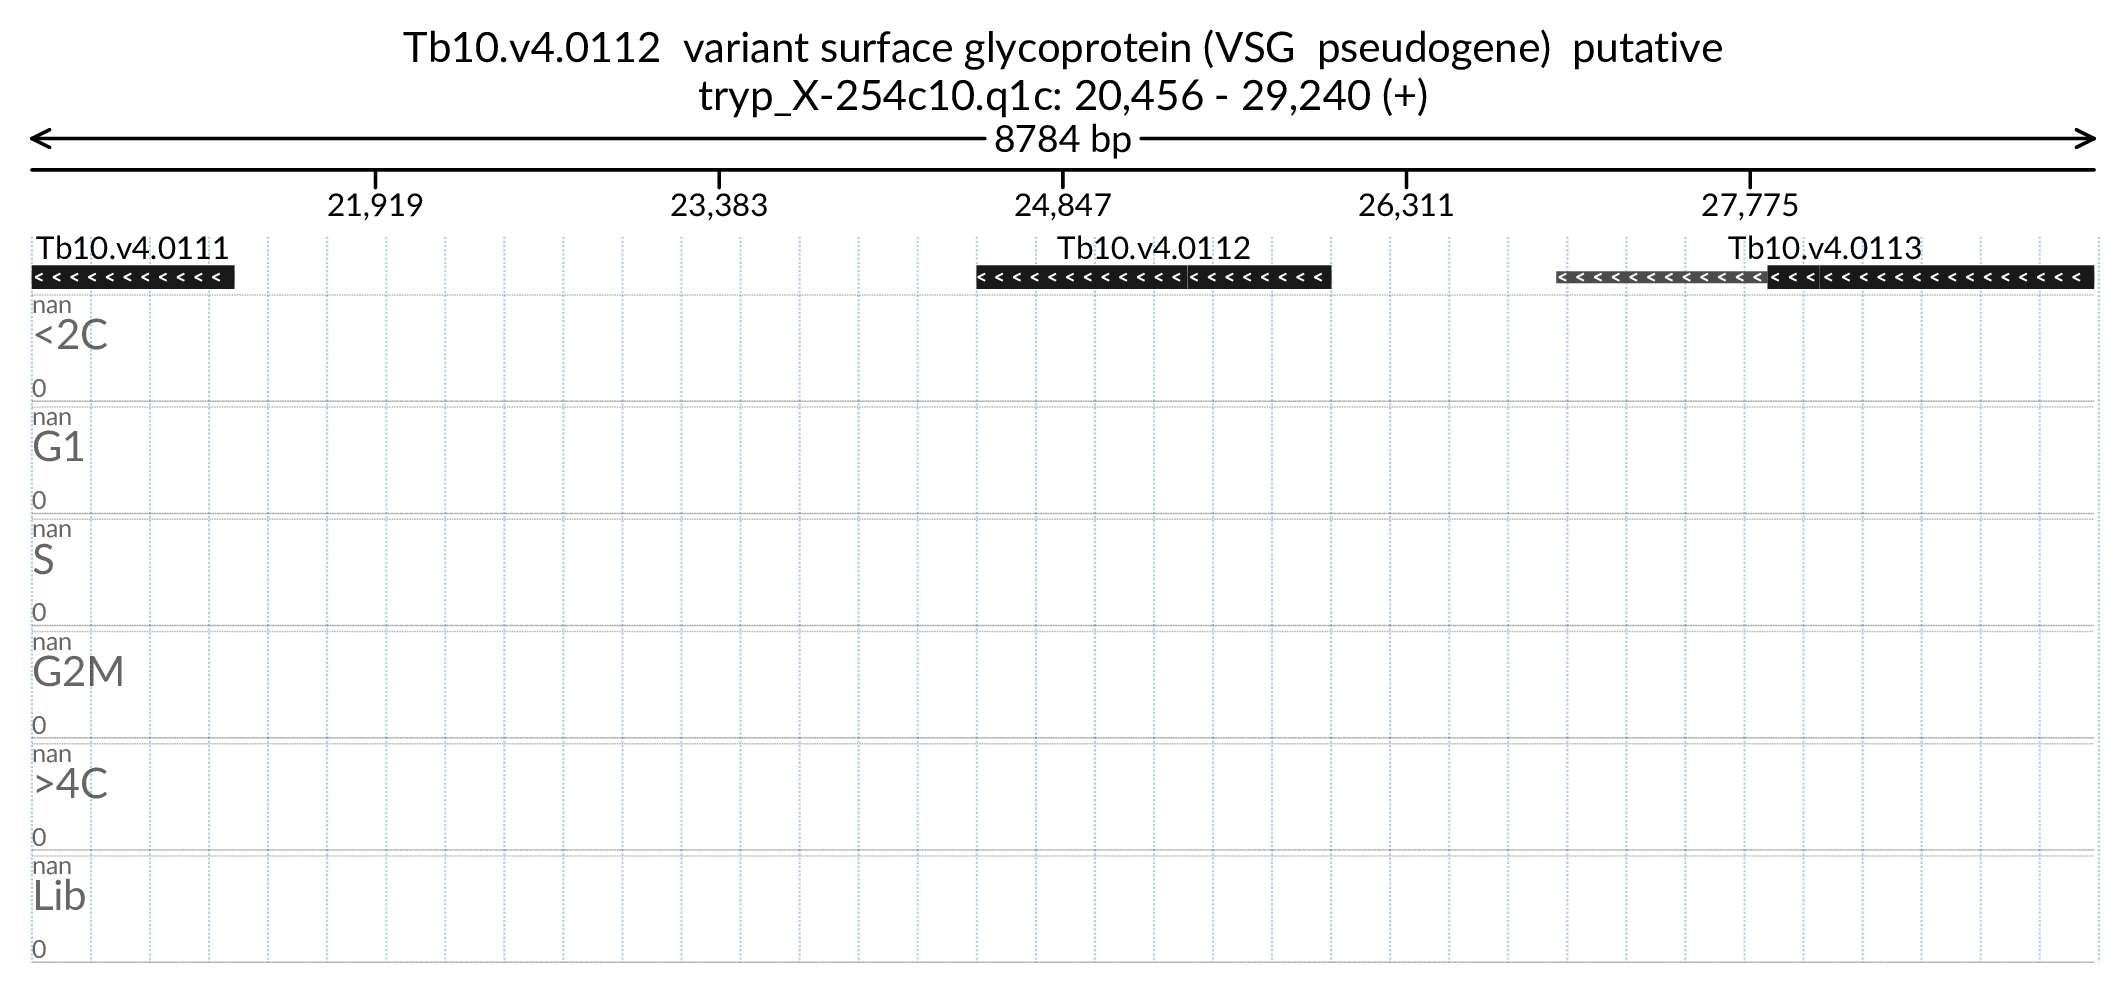 Tb10.v4.0112  variant surface glycoprotein (VSG  pseudogene)  putative
tryp_X-254c10.q1c: 20,456 - 29,240 (+)
8784 bp
21,919 23,383 24,847 26,311 27,775
Tb10.v4.0111 Tb10.v4.0112 Tb10.v4.0113
nan
<2C
0
nan
G1
0
nan
S
0
nan
G2M
0
nan
>4C
0
nan
Lib
0